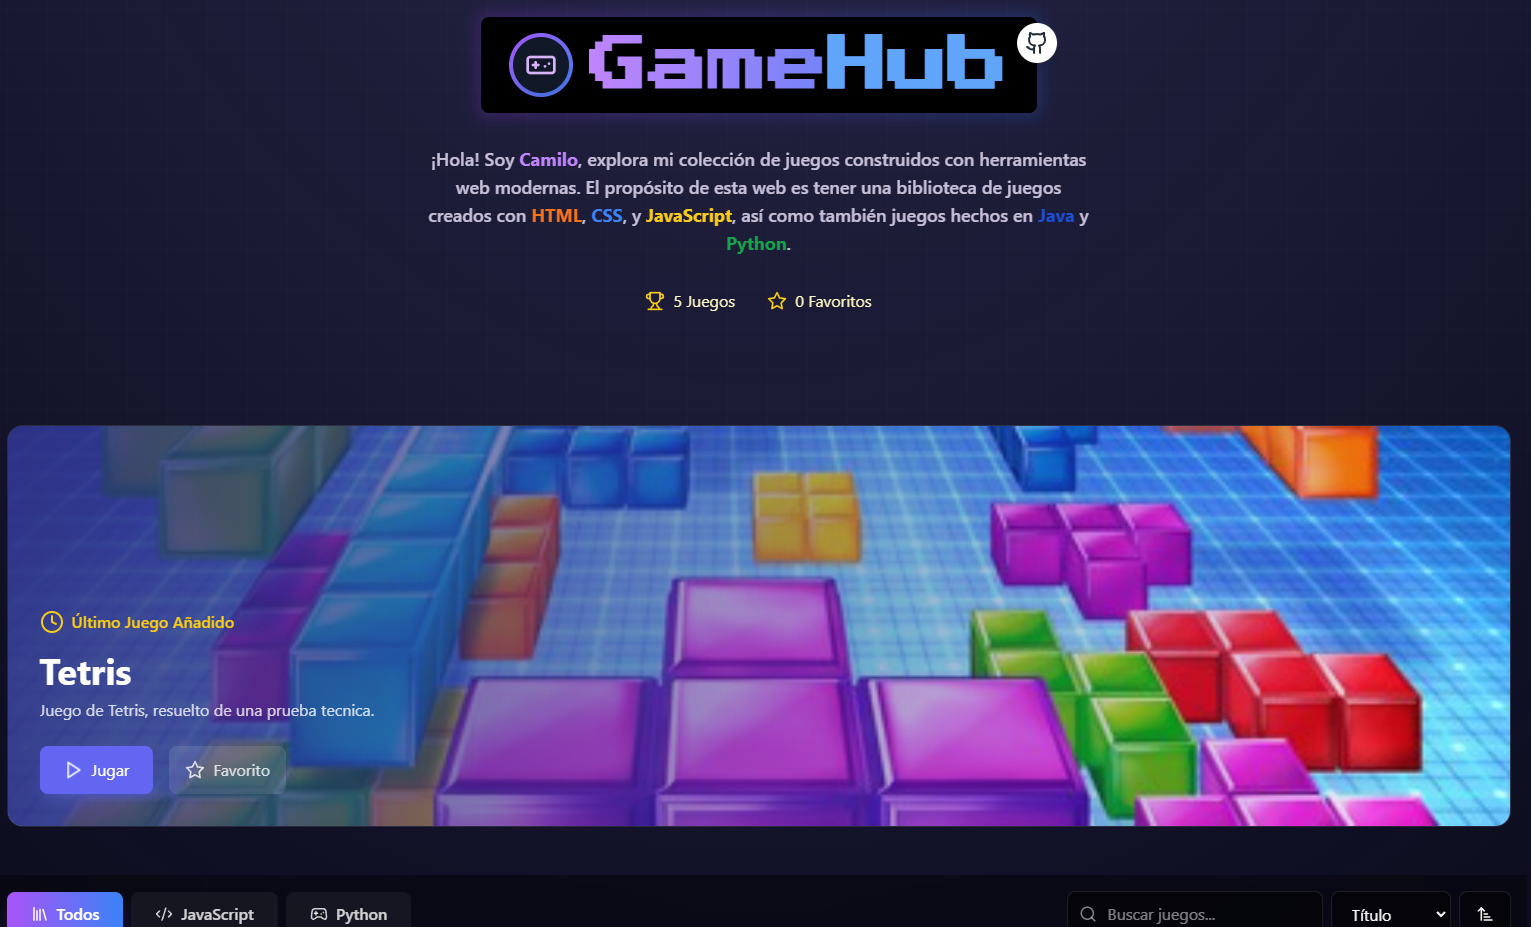 GameHub
¡Hola! Soy Camilo, explora mi colección de juegos construidos con herramientas
web modernas. El propósito de esta web es tener una biblioteca de juegos
creados con HTML, CSS, y JavaScript, así como también juegos hechos en Java y
Python.
5 Juegos
0 Favoritos
Último Juego Añadido
Tetris
Juego de Tetris, resuelto de una prueba tecnica.
Jugar
Favorito
Todos
JavaScript
Python
Buscar juegos...
Título